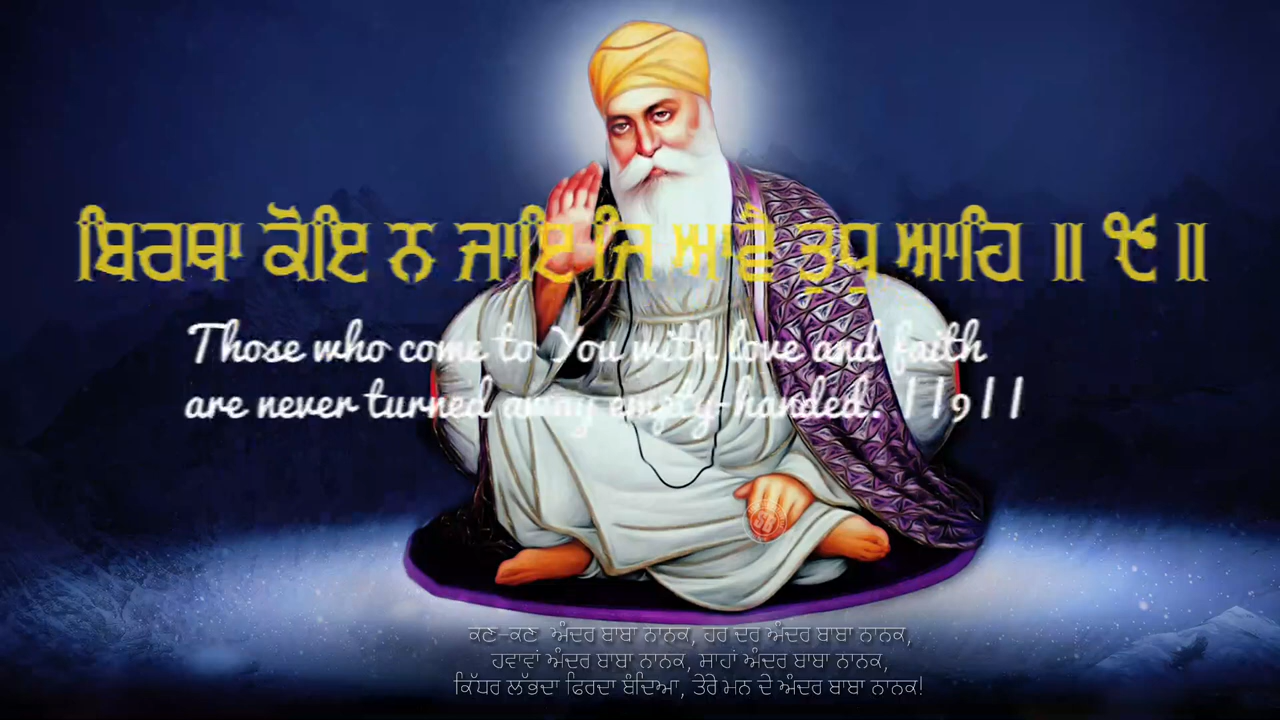 ਬਿਰਥਾ ਕੋਇ ਨ ਜਾਇ ਜਿ ਆਵੈ ਤੁਧੁ ਆਹਿ ॥ ੯ ॥
Those who come to You with love and faith
are never turned away empty-handed. ||9||
ਕਣ-ਕਣ ਅੰਦਰ ਬਾਬਾ ਨਾਨਕ, ਹਰ ਦਰ ਅੰਦਰ ਬਾਬਾ ਨਾਨਕ,
ਹਵਾਵਾਂ ਅੰਦਰ ਬਾਬਾ ਨਾਨਕ, ਸਾਹਾਂ ਅੰਦਰ ਬਾਬਾ ਨਾਨਕ,
ਕਿੱਧਰ ਲੱਭਦਾ ਫਿਰਦਾ ਬੰਦਿਆ, ਤੇਰੇ ਮਨ ਦੇ ਅੰਦਰ ਬਾਬਾ ਨਾਨਕ!